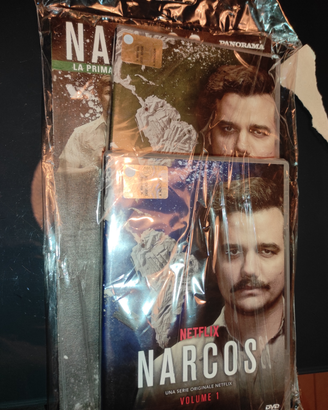 NA
PANORAMA
LA PRIMA
NETFLIX
NARCOS
UNA SERIE ORIGINALE NETFLIX
VOLUME 1
DVD